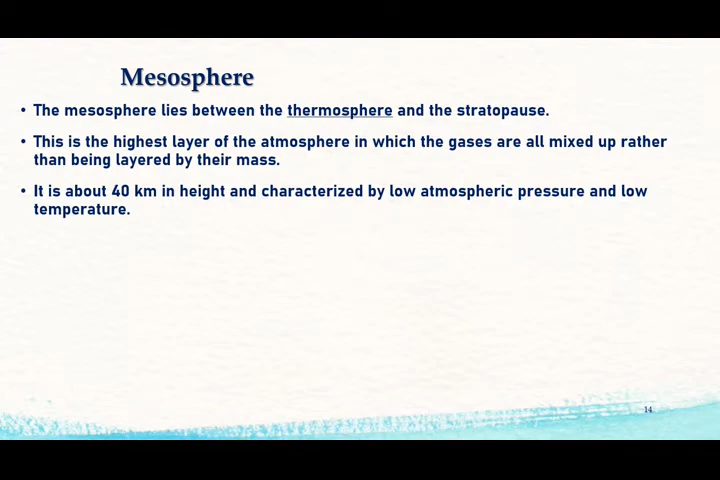 Mesosphere
• The mesosphere lies between the thermosphere and the stratopause.
• This is the highest layer of the atmosphere in which the gases are all mixed up rather
than being layered by their mass.
• It is about 40 km in height and characterized by low atmospheric pressure and low
temperature.
14